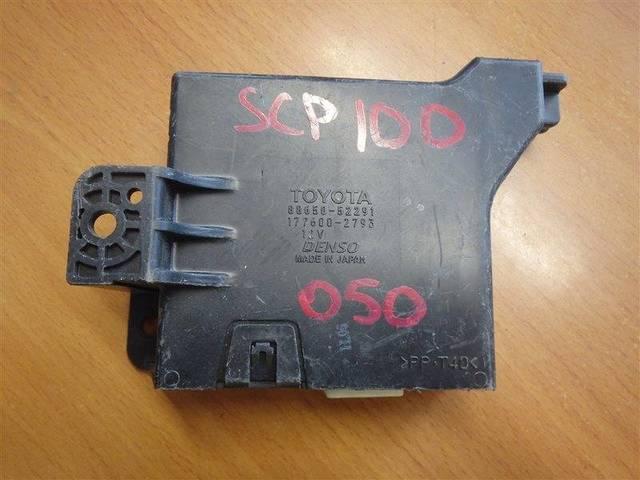 SCP100
TOYOTA
88650-52291
177600-2793
12V
DENSO
MADE IN JAPAN
050
>PP-T40<